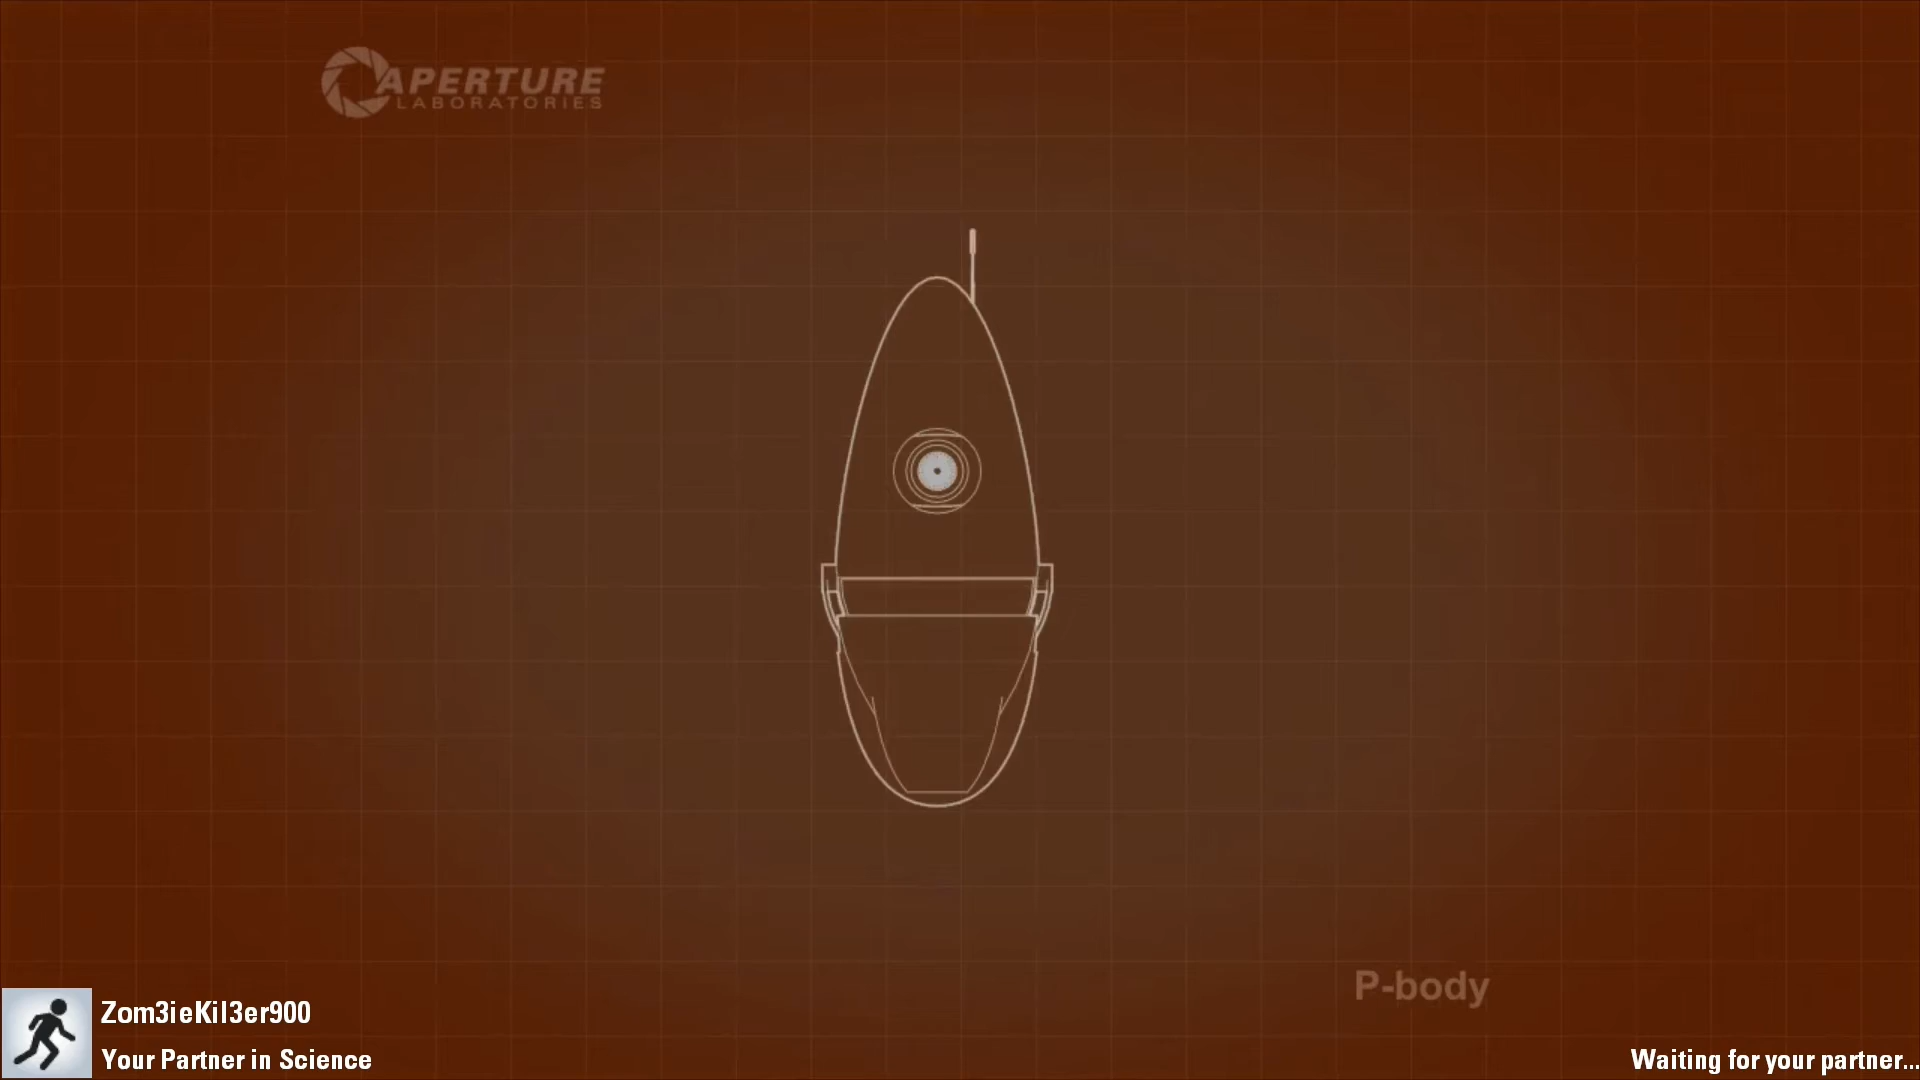 APERTURE
LABORATORIES
P-body
Zom3ieKil3er900
Your Partner in Science
Waiting for your partner...